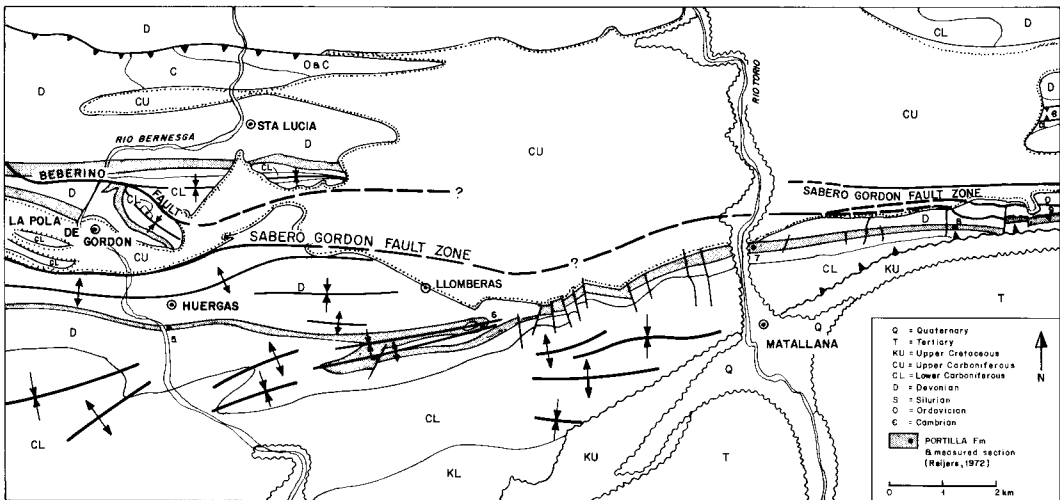 D
CL
D
O&C
C
D
CU
RIO TORIO
STA LUCIA
CU
CU
D
RIO BERNESGA
D
CL
BEBERINO
CL
FAULT
D
?
SABERO GORDON FAULT ZONE
LA POLA
DE
GORDON
CU
D
SABERO GORDON FAULT ZONE
?
7
CL
KU
D
LLOMBERAS
HUERGAS
T
6
D
Q
MATALLANA
Q
CL
CL
KL
KU
T
Q = Quaternary
T = Tertiary
KU = Upper Cretaceous
CU = Upper Carboniferous
CL = Lower Carboniferous
D = Devonian
S = Silurian
O = Ordovician
Є = Cambrian
PORTILLA Fm
& measured section
(Reijers, 1972)
N
0 1 2 km